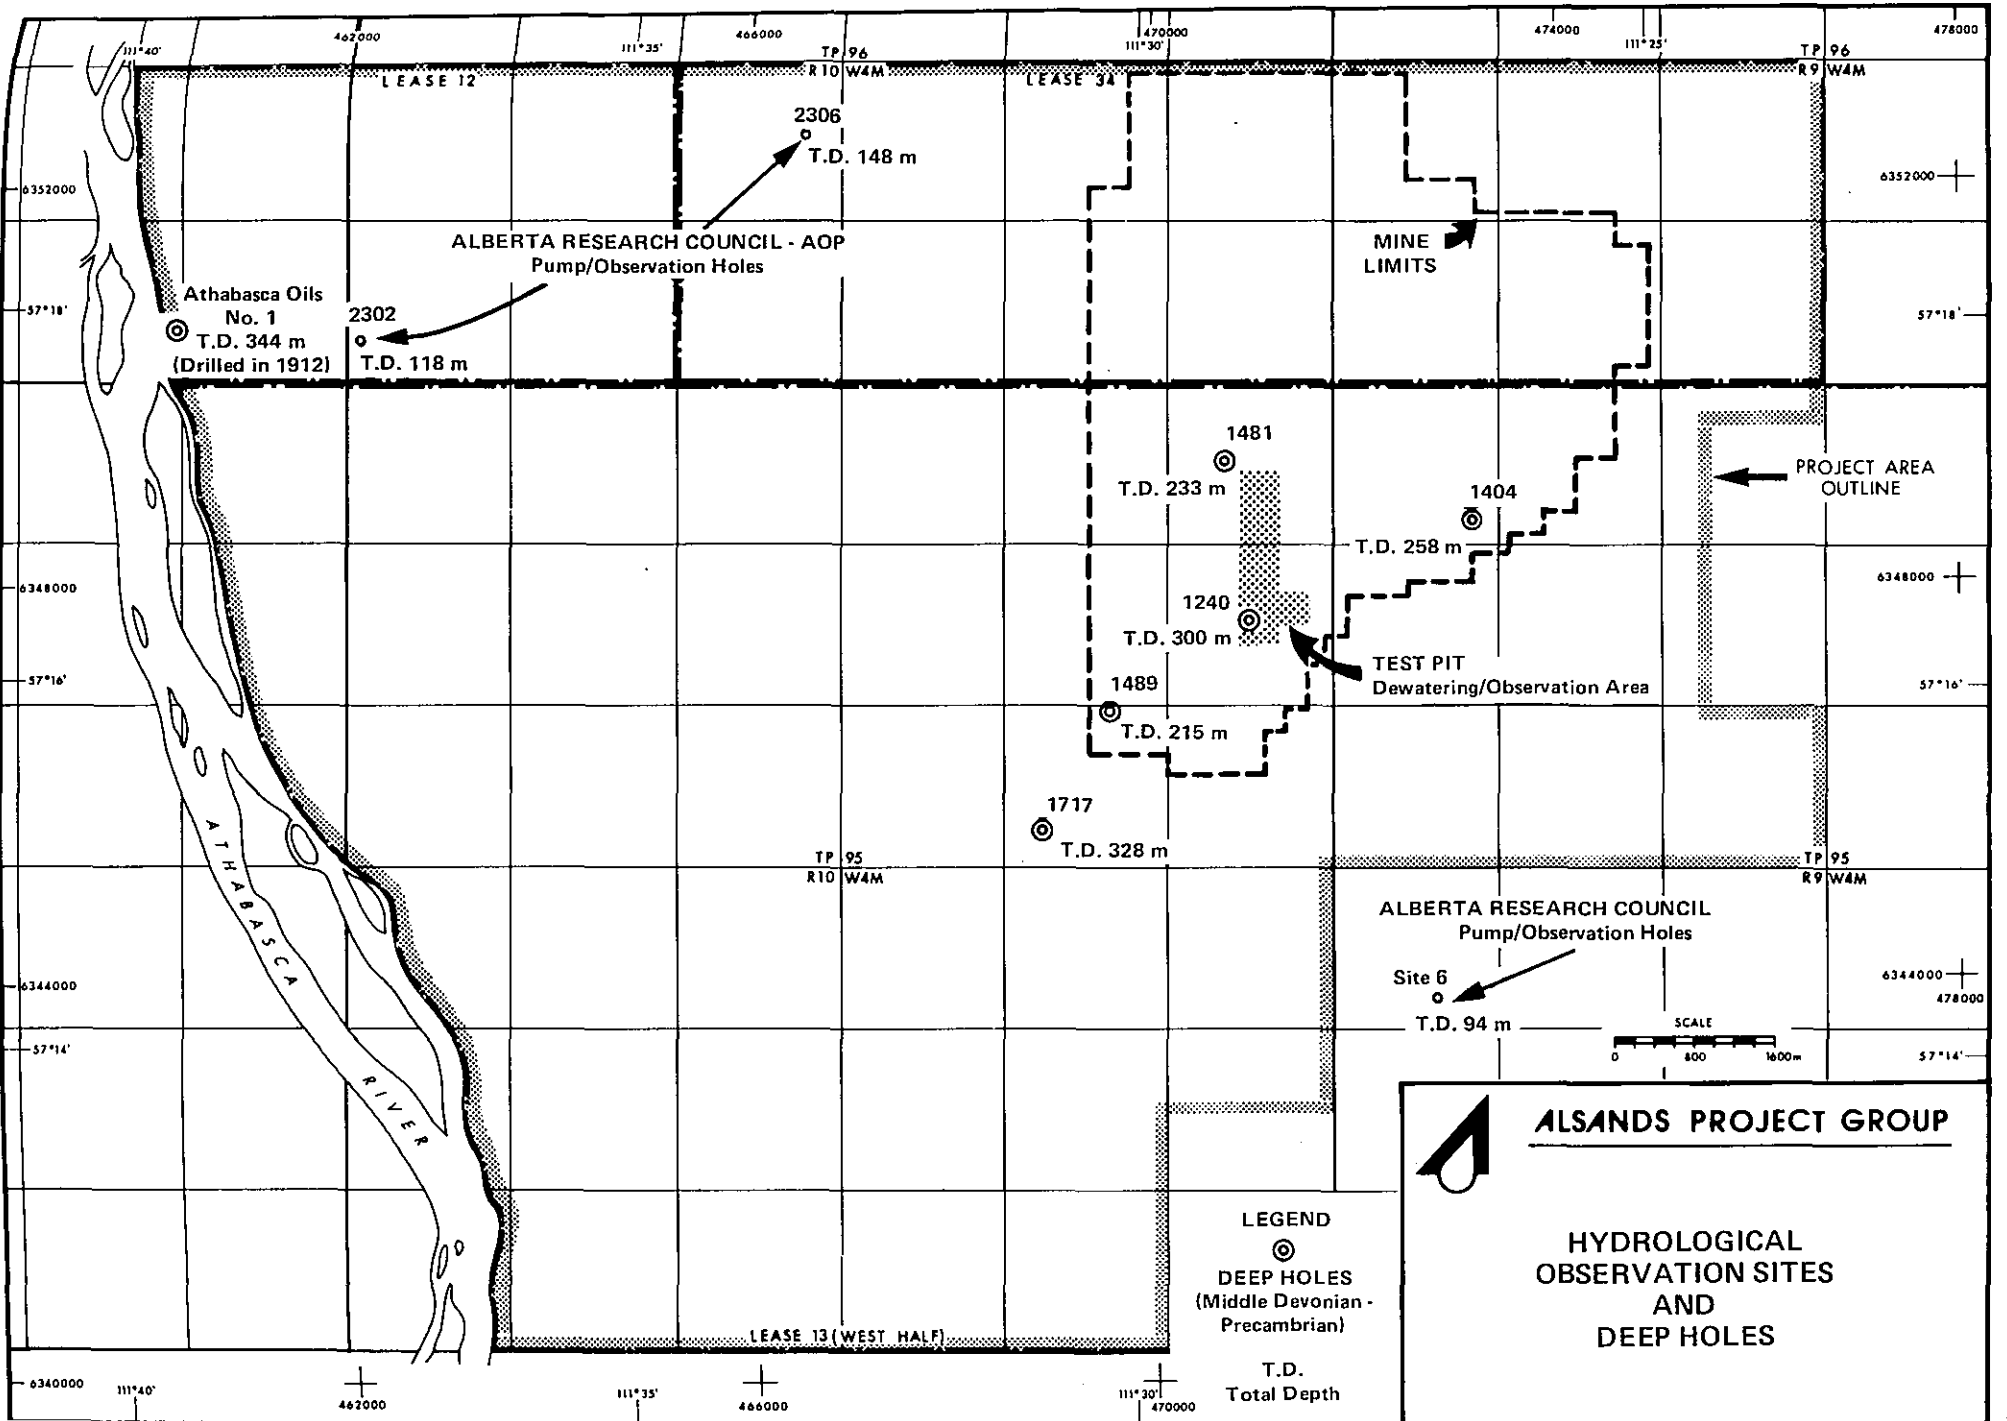 462000
466000
470000
474000
478000
111°40'
111°35'
111°30'
111°25'
TP 96
R10 W4M
TP 96
R9 W4M
LEASE 12
LEASE 34
2306
T.D. 148 m
6352000
6352000
ALBERTA RESEARCH COUNCIL - AOP
Pump/Observation Holes
MINE
LIMITS
Athabasca Oils
No. 1
T.D. 344 m
(Drilled in 1912)
2302
T.D. 118 m
57°18'
57°18'
1481
T.D. 233 m
1404
T.D. 258 m
PROJECT AREA
OUTLINE
6348000
6348000
1240
T.D. 300 m
TEST PIT
Dewatering/Observation Area
57°16'
57°16'
1489
T.D. 215 m
1717
T.D. 328 m
TP 95
R10 W4M
TP 95
R9 W4M
ATHABASCA RIVER
ALBERTA RESEARCH COUNCIL
Pump/Observation Holes
Site 6
T.D. 94 m
6344000
6344000
478000
SCALE
0 800 1600m
57°14'
57°14'
ALSANDS PROJECT GROUP
HYDROLOGICAL
OBSERVATION SITES
AND
DEEP HOLES
LEGEND
DEEP HOLES
(Middle Devonian -
Precambrian)
T.D.
Total Depth
LEASE 13 (WEST HALF)
6340000
111°40'
462000
111°35'
466000
111°30'
470000